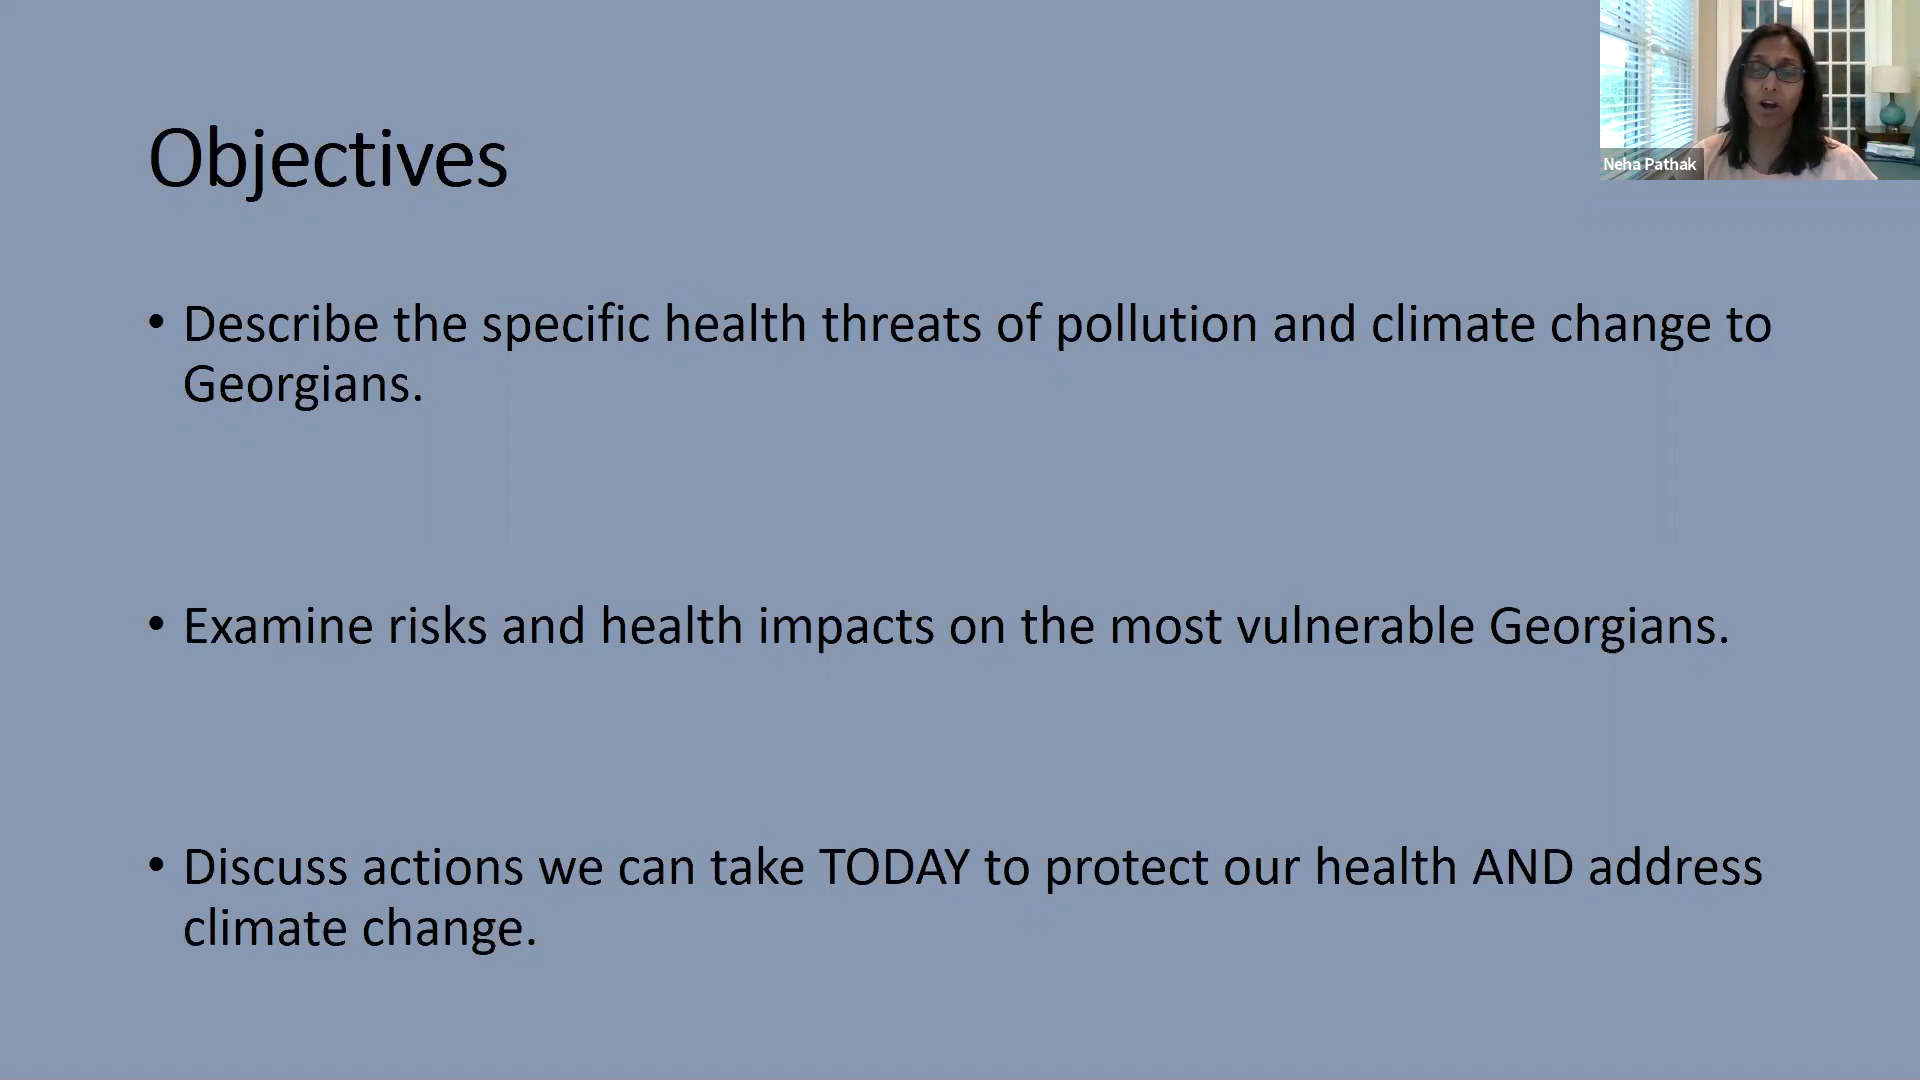 Objectives
Neha Pathak
• Describe the specific health threats of pollution and climate change to
Georgians.
• Examine risks and health impacts on the most vulnerable Georgians.
• Discuss actions we can take TODAY to protect our health AND address
climate change.